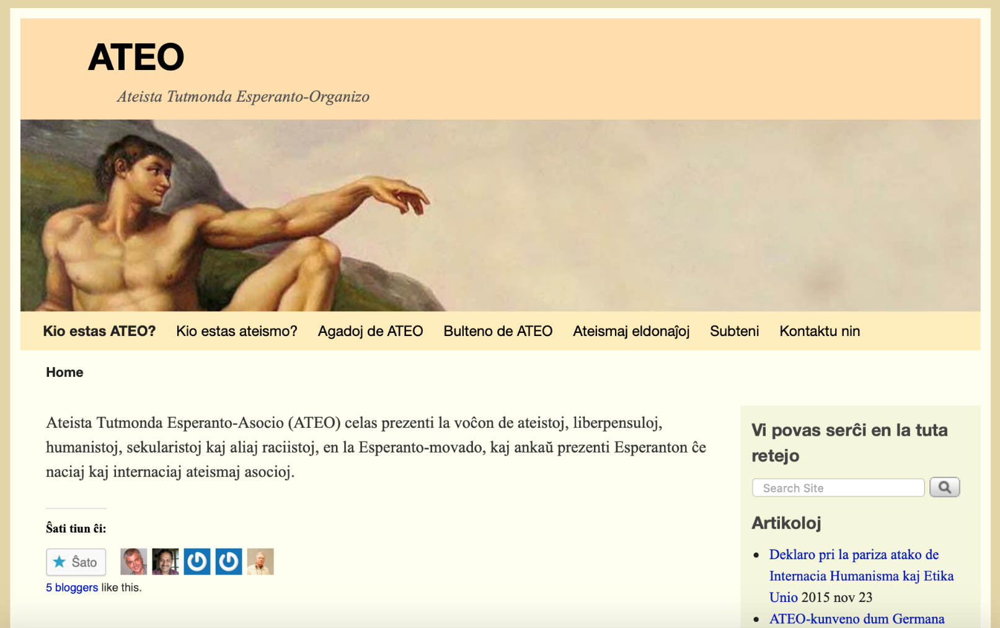 ATEO
Ateista Tutmonda Esperanto-Organizo
Kio estas ATEO? Kio estas ateismo? Agadoj de ATEO Bulteno de ATEO Ateismaj eldonaĵoj Subteni Kontaktu nin
Home
Ateista Tutmonda Esperanto-Asocio (ATEO) celas prezenti la voĉon de ateistoj, liberpensuloj,
humanistoj, sekularistoj kaj aliaj raciistoj, en la Esperanto-movado, kaj ankaŭ prezenti Esperanton ĉe
naciaj kaj internaciaj ateismaj asocioj.
Ŝati tiun ĉi:
Ŝato
5 bloggers like this.
Vi povas serĉi en la tuta
retejo
Search Site
Artikoloj
Deklaro pri la pariza atako de
Internacia Humanisma kaj Etika
Unio 2015 nov 23
ATEO-kunveno dum Germana